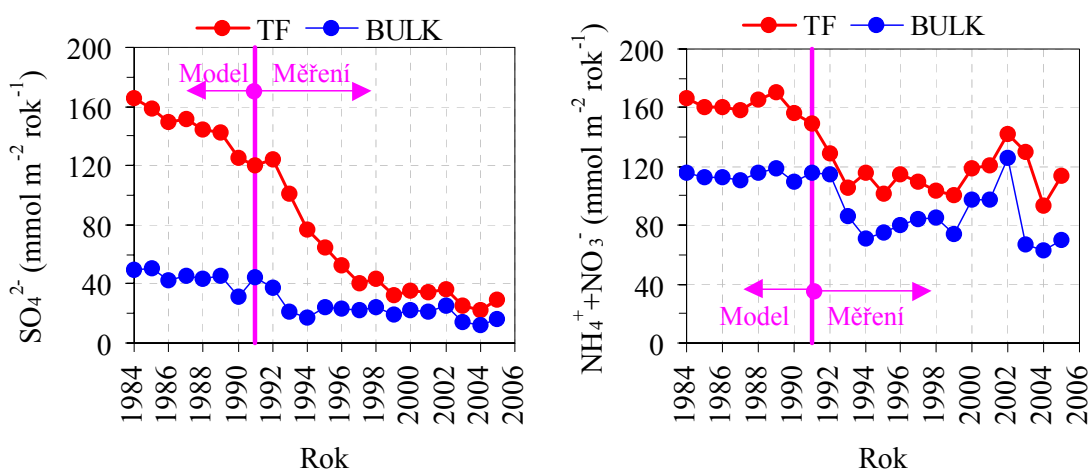 TF BULK
SO₄²⁻ (mmol m⁻² rok⁻¹)
200
160
120
80
40
0
Model Měření
1984 1986 1988 1990 1992 1994 1996 1998 2000 2002 2004 2006
Rok
TF BULK
NH₄⁺+NO₃⁻ (mmol m⁻² rok⁻¹)
200
160
120
80
40
0
Model Měření
1984 1986 1988 1990 1992 1994 1996 1998 2000 2002 2004 2006
Rok